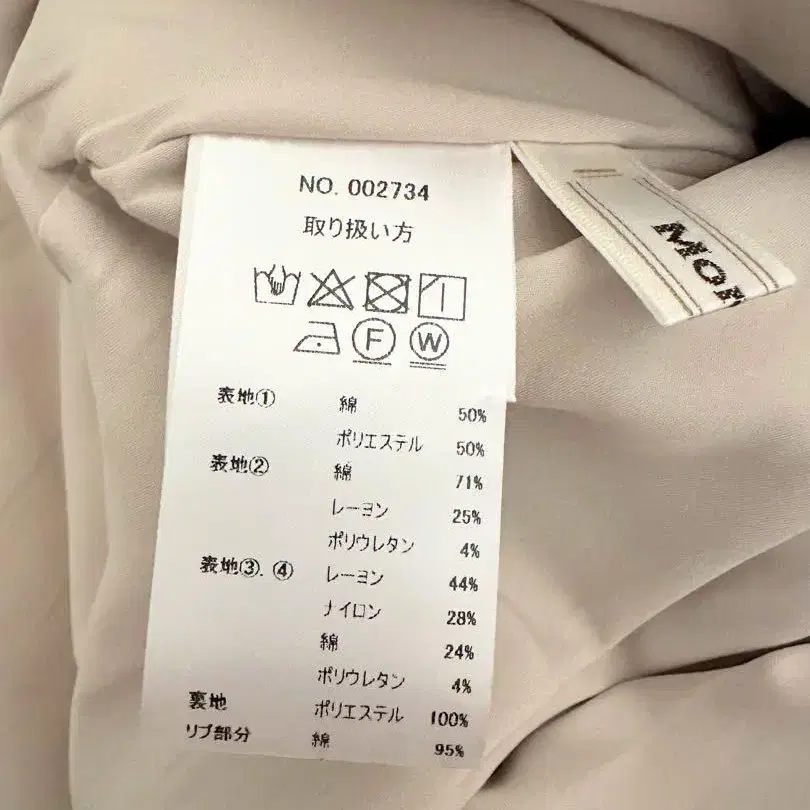 NO. 002734
取り扱い方
F W
表地① 綿 50%
ポリエステル 50%
表地② 綿 71%
レーヨン 25%
ポリウレタン 4%
表地③.④ レーヨン 44%
ナイロン 28%
綿 24%
ポリウレタン 4%
裏地 ポリエステル 100%
リブ部分 綿 95%